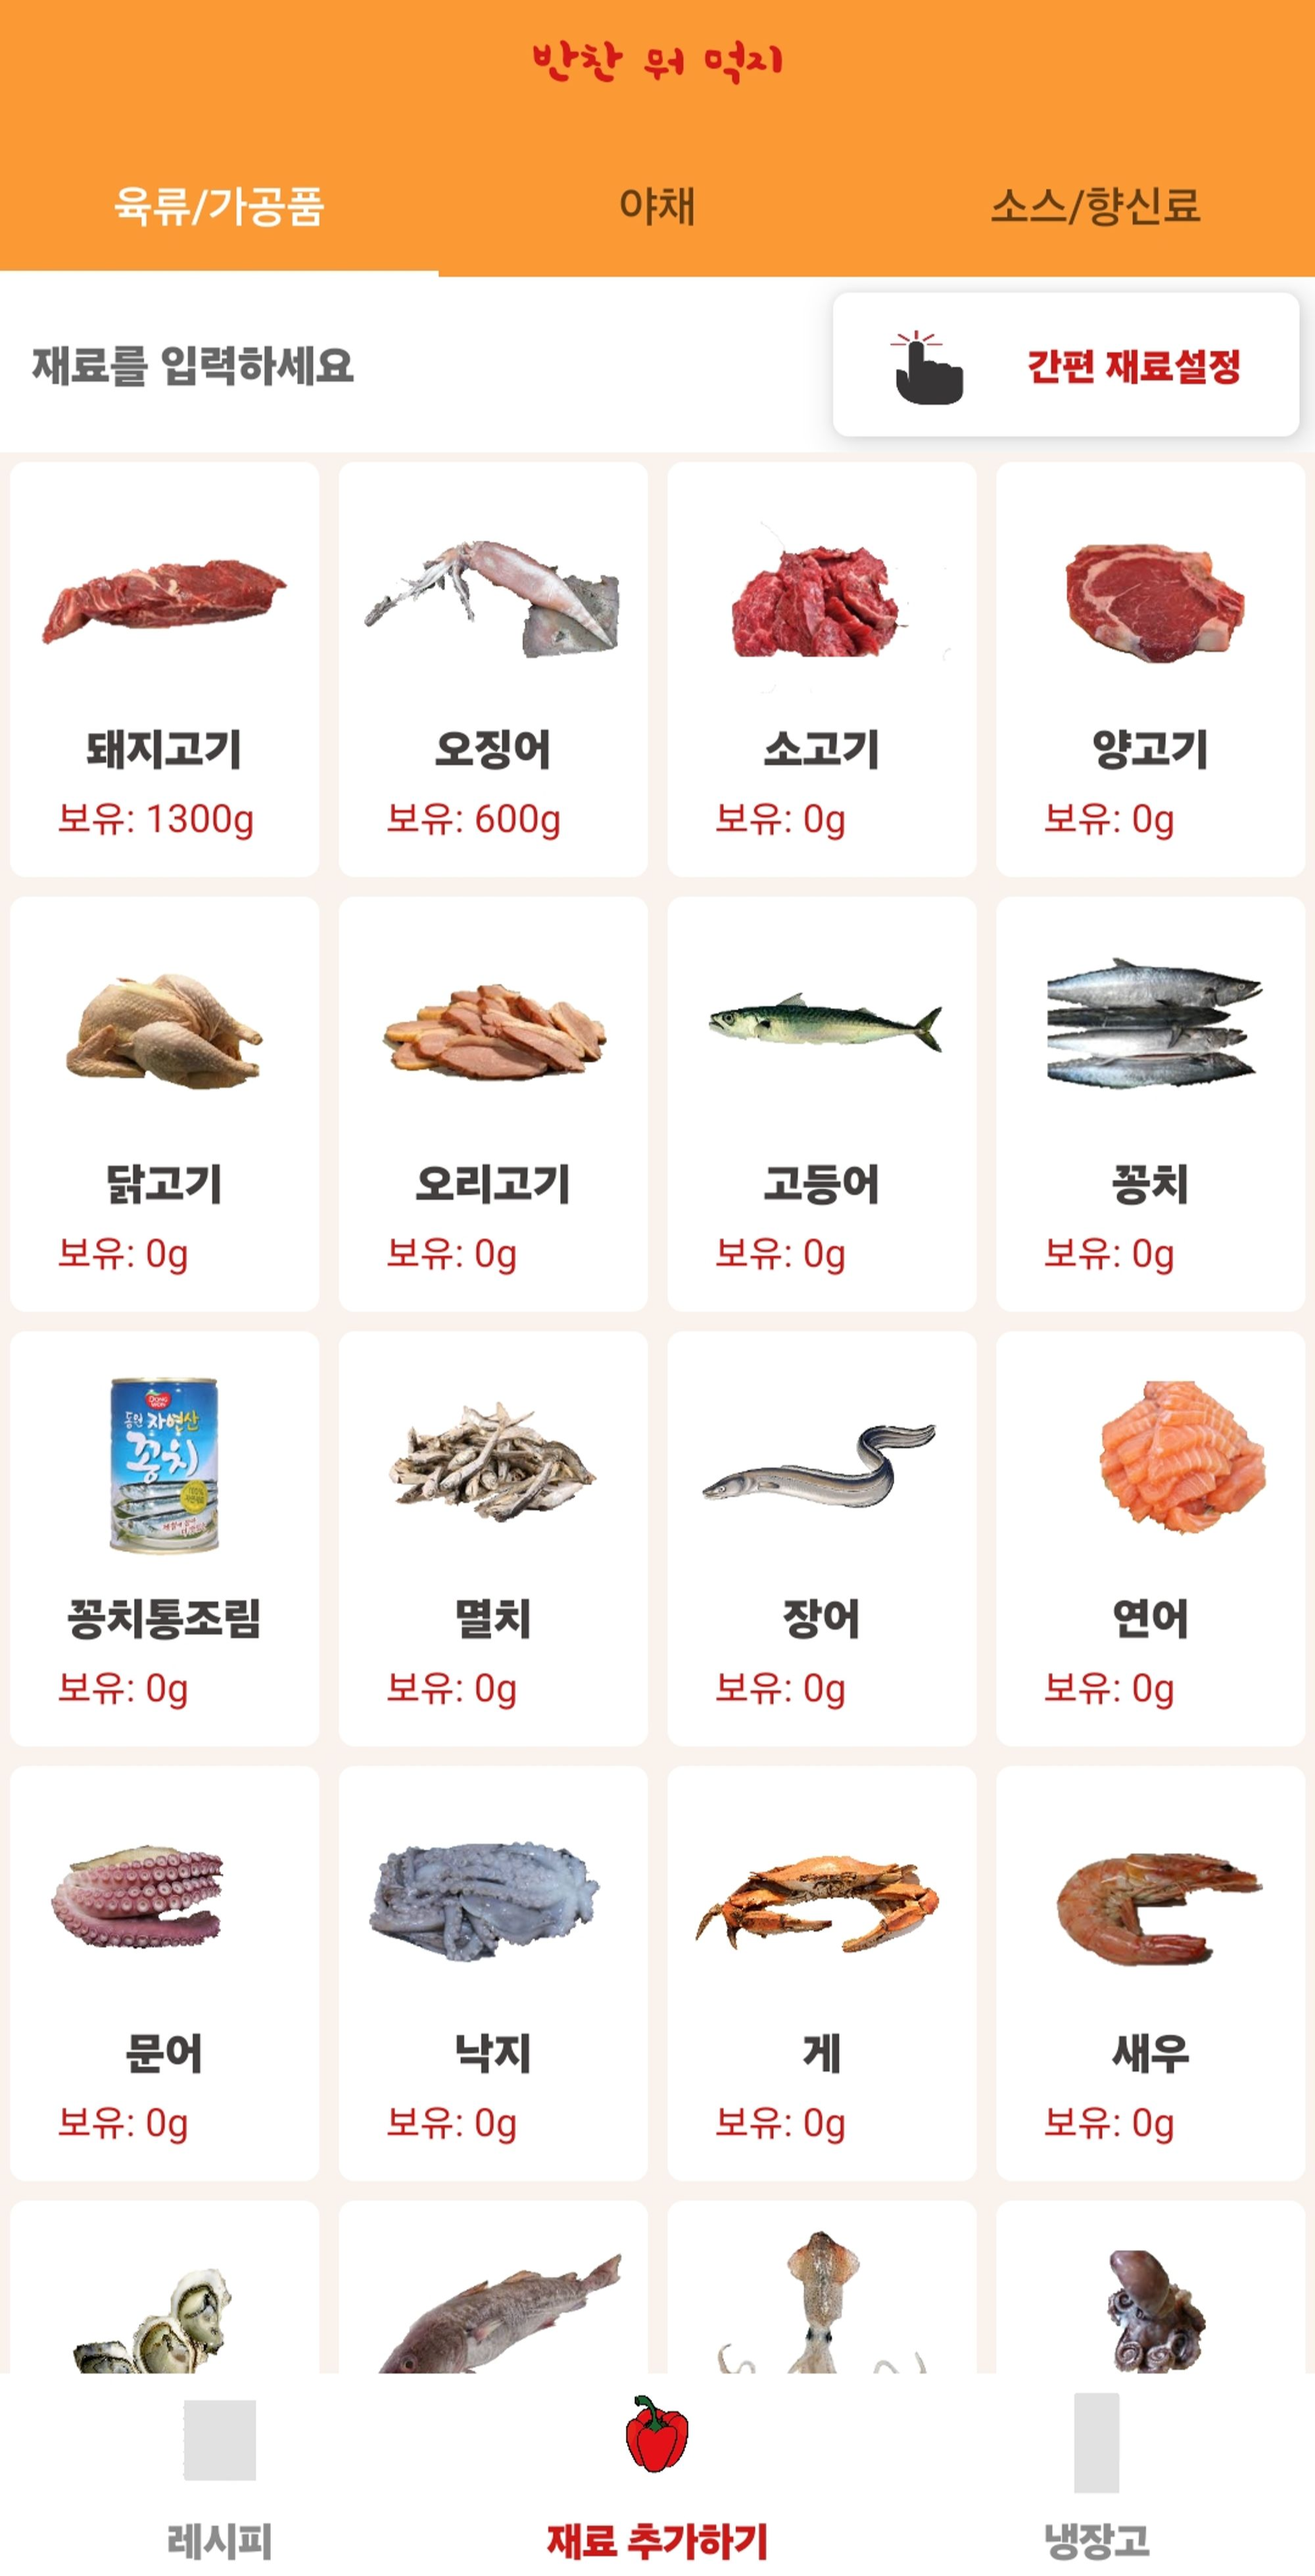 반찬 뭐 먹지
육류/가공품 야채 소스/향신료
재료를 입력하세요 간편 재료설정
돼지고기 오징어 소고기 양고기
보유: 1300g 보유: 600g 보유: 0g 보유: 0g
닭고기 오리고기 고등어 꽁치
보유: 0g 보유: 0g 보유: 0g 보유: 0g
DONG WON
동원 자연산
꽁치
꽁치통조림 멸치 장어 연어
보유: 0g 보유: 0g 보유: 0g 보유: 0g
문어 낙지 게 새우
보유: 0g 보유: 0g 보유: 0g 보유: 0g
레시피 재료 추가하기 냉장고